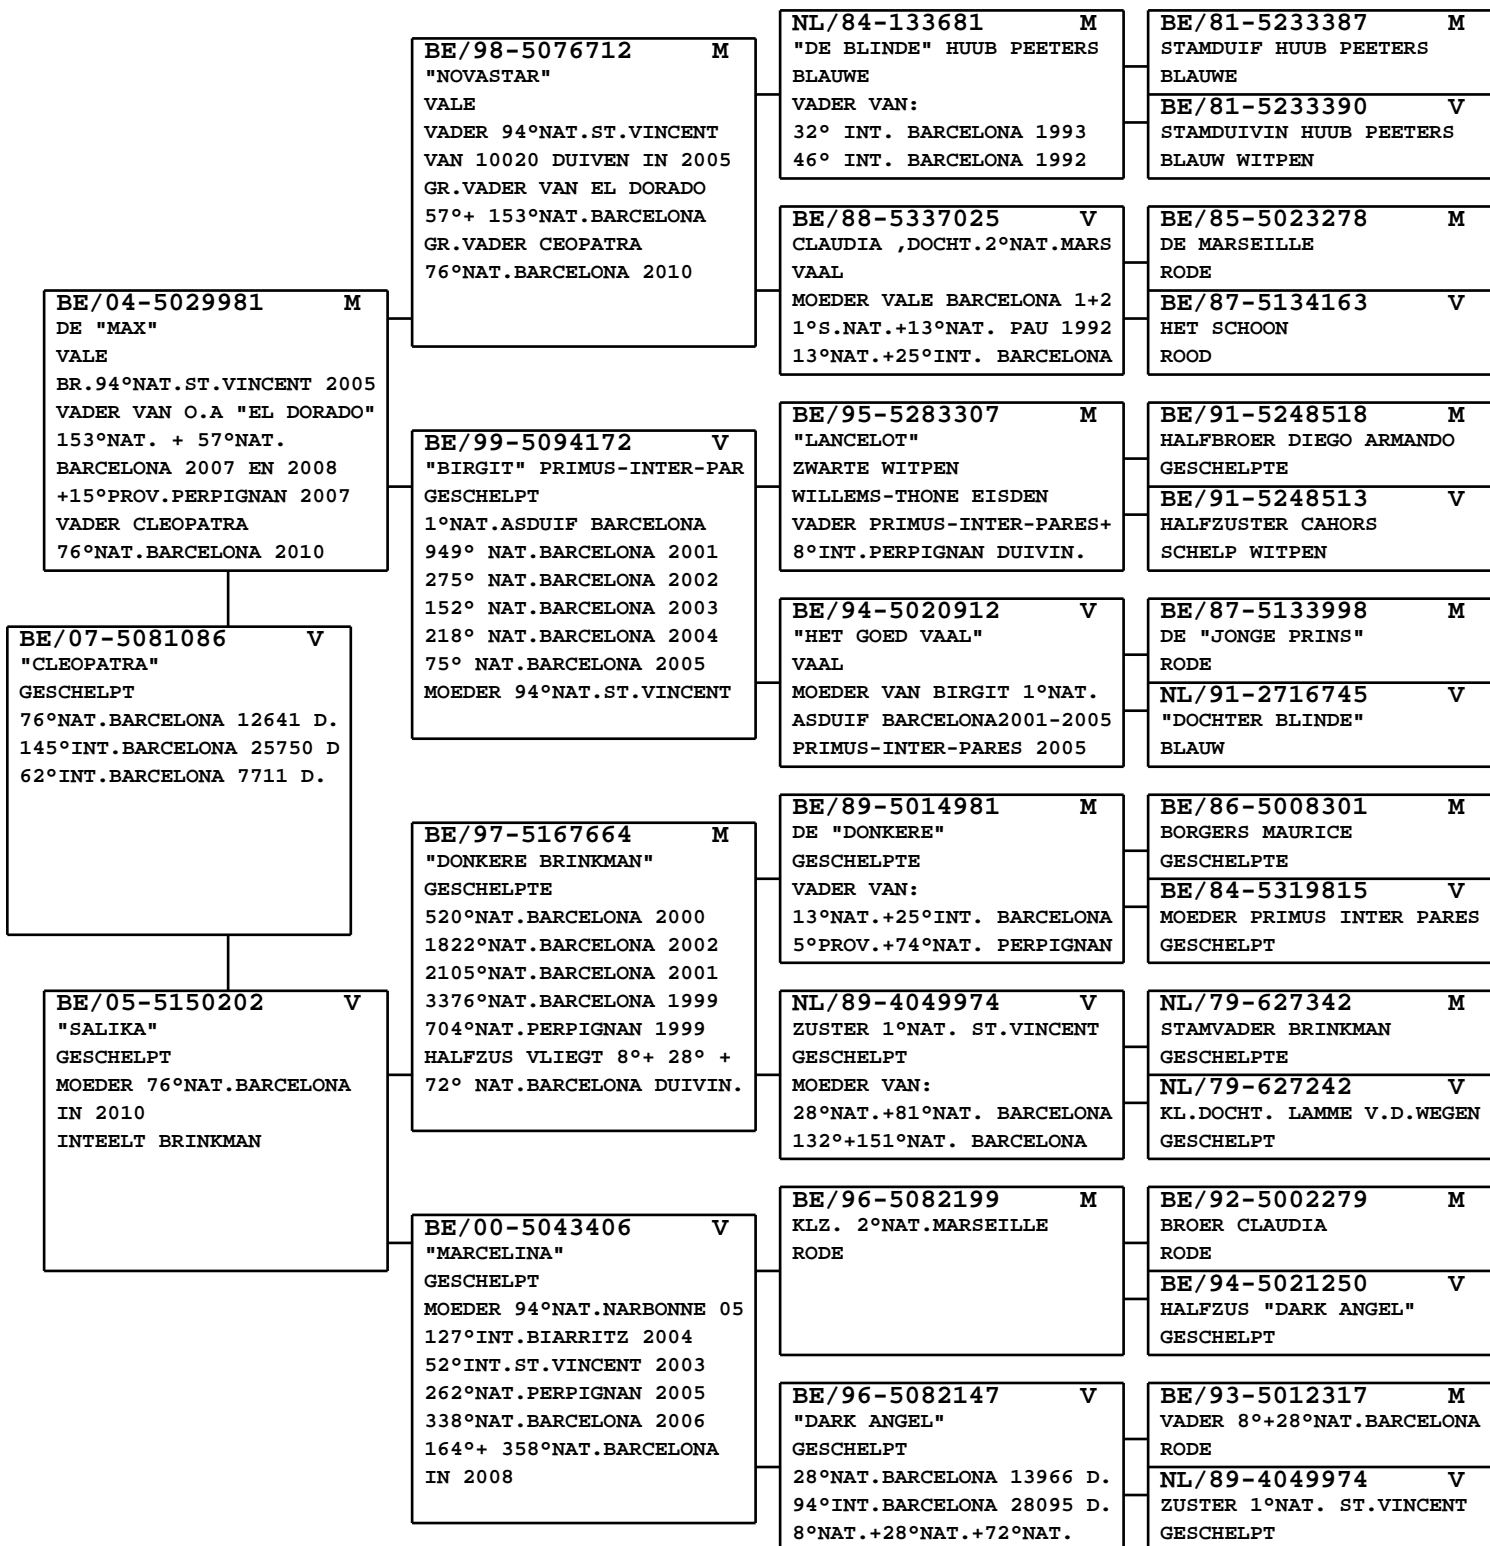 BE/07-5081086 V
"CLEOPATRA"
GESCHELPT
76°NAT.BARCELONA 12641 D.
145°INT.BARCELONA 25750 D
62°INT.BARCELONA 7711 D.
BE/04-5029981 M
DE "MAX"
VALE
BR.94°NAT.ST.VINCENT 2005
VADER VAN O.A "EL DORADO"
153°NAT. + 57°NAT.
BARCELONA 2007 EN 2008
+15°PROV.PERPIGNAN 2007
VADER CLEOPATRA
76°NAT.BARCELONA 2010
BE/05-5150202 V
"SALIKA"
GESCHELPT
MOEDER 76°NAT.BARCELONA
IN 2010
INTEELT BRINKMAN
BE/98-5076712 M
"NOVASTAR"
VALE
VADER 94°NAT.ST.VINCENT
VAN 10020 DUIVEN IN 2005
GR.VADER VAN EL DORADO
57°+ 153°NAT.BARCELONA
GR.VADER CEOPATRA
76°NAT.BARCELONA 2010
BE/99-5094172 V
"BIRGIT" PRIMUS-INTER-PAR
GESCHELPT
1°NAT.ASDUIF BARCELONA
949° NAT.BARCELONA 2001
275° NAT.BARCELONA 2002
152° NAT.BARCELONA 2003
218° NAT.BARCELONA 2004
75° NAT.BARCELONA 2005
MOEDER 94°NAT.ST.VINCENT
BE/97-5167664 M
"DONKERE BRINKMAN"
GESCHELPTE
520°NAT.BARCELONA 2000
1822°NAT.BARCELONA 2002
2105°NAT.BARCELONA 2001
3376°NAT.BARCELONA 1999
704°NAT.PERPIGNAN 1999
HALFZUS VLIEGT 8°+ 28° +
72° NAT.BARCELONA DUIVIN.
BE/00-5043406 V
"MARCELINA"
GESCHELPT
MOEDER 94°NAT.NARBONNE 05
127°INT.BIARRITZ 2004
52°INT.ST.VINCENT 2003
262°NAT.PERPIGNAN 2005
338°NAT.BARCELONA 2006
164°+ 358°NAT.BARCELONA
IN 2008
NL/84-133681 M
"DE BLINDE" HUUB PEETERS
BLAUWE
VADER VAN:
32° INT. BARCELONA 1993
46° INT. BARCELONA 1992
BE/88-5337025 V
CLAUDIA ,DOCHT.2°NAT.MARS
VAAL
MOEDER VALE BARCELONA 1+2
1°S.NAT.+13°NAT. PAU 1992
13°NAT.+25°INT. BARCELONA
BE/95-5283307 M
"LANCELOT"
ZWARTE WITPEN
WILLEMS-THONE EISDEN
VADER PRIMUS-INTER-PARES+
8°INT.PERPIGNAN DUIVIN.
BE/94-5020912 V
"HET GOED VAAL"
VAAL
MOEDER VAN BIRGIT 1°NAT.
ASDUIF BARCELONA2001-2005
PRIMUS-INTER-PARES 2005
BE/89-5014981 M
DE "DONKERE"
GESCHELPTE
VADER VAN:
13°NAT.+25°INT. BARCELONA
5°PROV.+74°NAT. PERPIGNAN
NL/89-4049974 V
ZUSTER 1°NAT. ST.VINCENT
GESCHELPT
MOEDER VAN:
28°NAT.+81°NAT. BARCELONA
132°+151°NAT. BARCELONA
BE/96-5082199 M
KLZ. 2°NAT.MARSEILLE
RODE
BE/96-5082147 V
"DARK ANGEL"
GESCHELPT
28°NAT.BARCELONA 13966 D.
94°INT.BARCELONA 28095 D.
8°NAT.+28°NAT.+72°NAT.
BE/81-5233387 M
STAMDUIF HUUB PEETERS
BLAUWE
BE/81-5233390 V
STAMDUIVIN HUUB PEETERS
BLAUW WITPEN
BE/85-5023278 M
DE MARSEILLE
RODE
BE/87-5134163 V
HET SCHOON
ROOD
BE/91-5248518 M
HALFBROER DIEGO ARMANDO
GESCHELPTE
BE/91-5248513 V
HALFZUSTER CAHORS
SCHELP WITPEN
BE/87-5133998 M
DE "JONGE PRINS"
RODE
NL/91-2716745 V
"DOCHTER BLINDE"
BLAUW
BE/86-5008301 M
BORGERS MAURICE
GESCHELPTE
BE/84-5319815 V
MOEDER PRIMUS INTER PARES
GESCHELPT
NL/79-627342 M
STAMVADER BRINKMAN
GESCHELPTE
NL/79-627242 V
KL.DOCHT. LAMME V.D.WEGEN
GESCHELPT
BE/92-5002279 M
BROER CLAUDIA
RODE
BE/94-5021250 V
HALFZUS "DARK ANGEL"
GESCHELPT
BE/93-5012317 M
VADER 8°+28°NAT.BARCELONA
RODE
NL/89-4049974 V
ZUSTER 1°NAT. ST.VINCENT
GESCHELPT